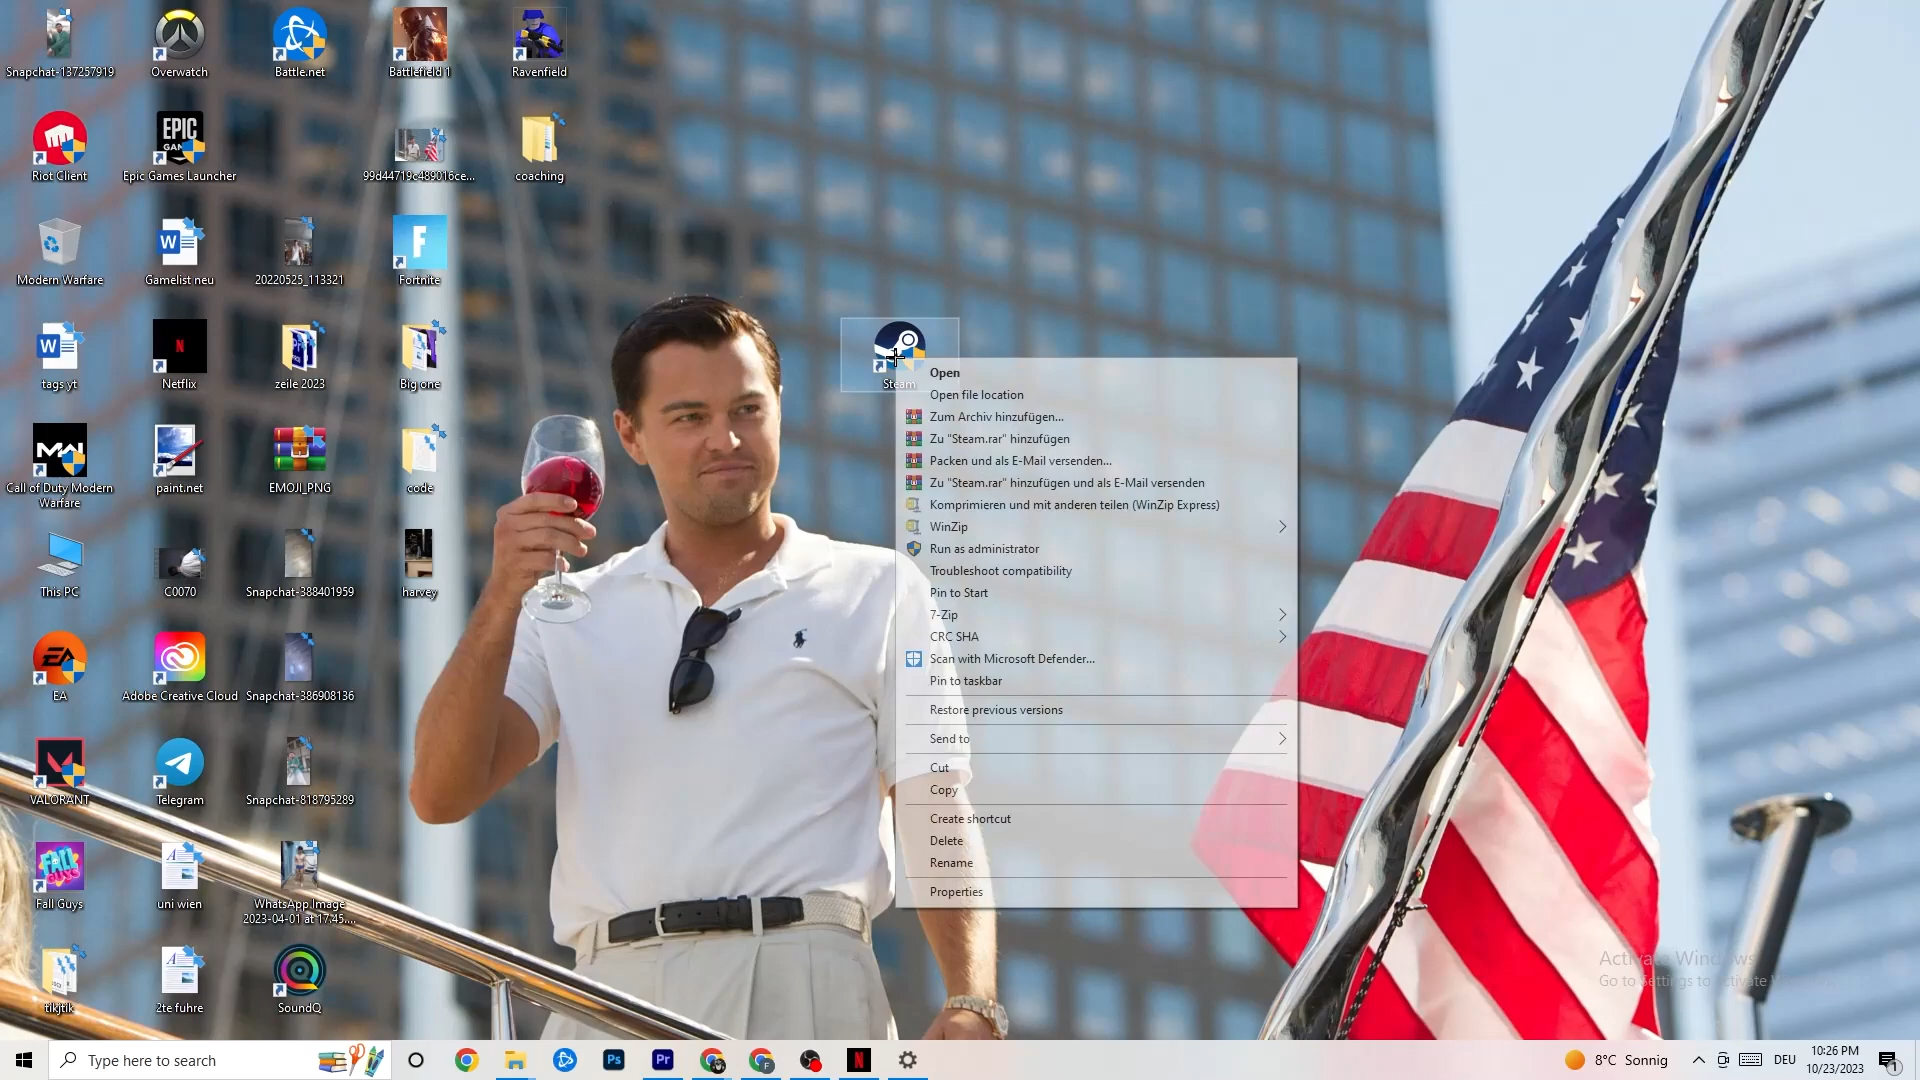 Snapchat-137257919
Overwatch
Battle.net
Battlefield 1
Ravenfield
Riot Client
EPIC
GAM
Epic Games Launcher
99d44719c489016ce...
coaching
Modern Warfare
Gamelist neu
20220525_113321
Fortnite
tags yt
Netflix
zeile 2023
Big one
Steam
Call of Duty Modern
Warfare
paint.net
EMOJI_PNG
code
This PC
C0070
Snapchat-388401959
harvey
EA
Adobe Creative Cloud
Snapchat-386908136
VALORANT
Telegram
Snapchat-818795289
FALL
GUYS
Fall Guys
uni wien
WhatsApp Image
2023-04-01 at 17.45....
tikjtik
2te fuhre
SoundQ
Open
Open file location
Zum Archiv hinzufügen...
Zu "Steam.rar" hinzufügen
Packen und als E-Mail versenden...
Zu "Steam.rar" hinzufügen und als E-Mail versenden
Komprimieren und mit anderen teilen (WinZip Express)
WinZip
Run as administrator
Troubleshoot compatibility
Pin to Start
7-Zip
CRC SHA
Scan with Microsoft Defender...
Pin to taskbar
Restore previous versions
Send to
Cut
Copy
Create shortcut
Delete
Rename
Properties
Activate Windows
Go to Settings to activate
Type here to search
Ps
Pr
N
8°C Sonnig
DEU
10:26 PM
10/23/2023
1